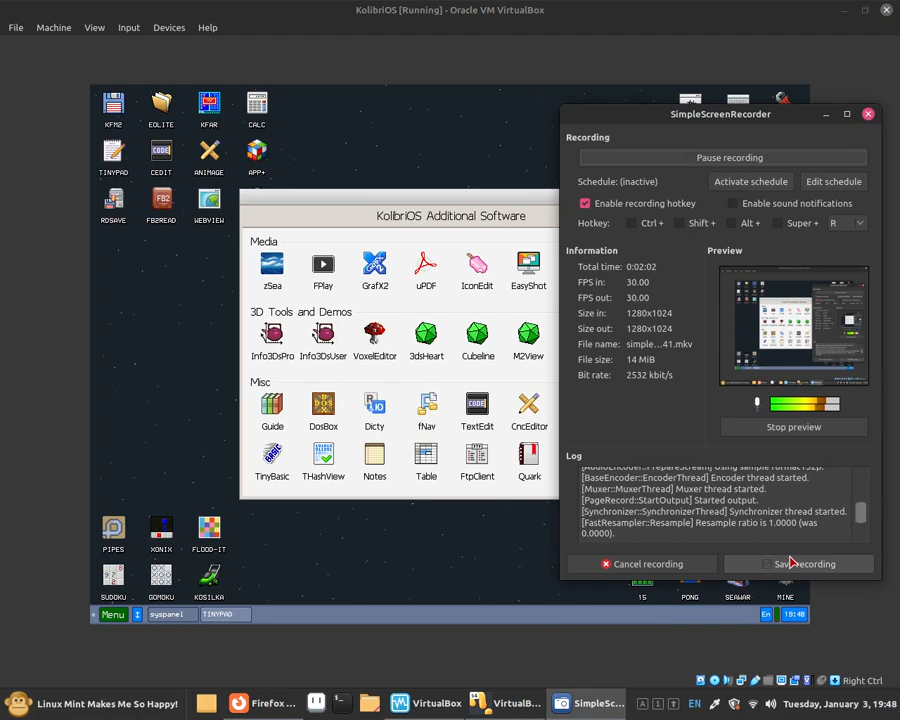 KolibriOS [Running] - Oracle VM VirtualBox
File Machine View Input Devices Help
KFM2 EOLITE KFAR CALC
TINYPAD CEDIT ANIMAGE APP+
RDSAVE FB2READ WEBVIEW
KolibriOS Additional Software
Media
zSea FPlay GrafX2 uPDF IconEdit EasyShot
3D Tools and Demos
Info3DsPro Info3DsUser VoxelEditor 3dsHeart Cubeline M2View
Misc
Guide DosBox Dicty fNav TextEdit CncEditor
TinyBasic THashView Notes Table FtpClient Quark
PIPES XONIX FLOOD-IT
SUDOKU GOMOKU KOSILKA
15 PONG SEAWAR MINE
Menu syspanel TINYPAD En 19:48
SimpleScreenRecorder
Recording
Pause recording
Schedule: (inactive) Activate schedule Edit schedule
Enable recording hotkey Enable sound notifications
Hotkey: Ctrl + Shift + Alt + Super + R
Information
Total time: 0:02:02
FPS in: 30.00
FPS out: 30.00
Size in: 1280x1024
Size out: 1280x1024
File name: simple...41.mkv
File size: 14 MiB
Bit rate: 2532 kbit/s
Preview
Stop preview
Log
[AudioEncoder::PrepareStream] Using sample format f32p.
[BaseEncoder::EncoderThread] Encoder thread started.
[Muxer::MuxerThread] Muxer thread started.
[PageRecord::StartOutput] Started output.
[Synchronizer::SynchronizerThread] Synchronizer thread started.
[FastResampler::Resample] Resample ratio is 1.0000 (was
0.0000).
Cancel recording Save recording
Right Ctrl
Linux Mint Makes Me So Happy! Firefox ... VirtualBox VirtualB... SimpleSc... A 1 EN Tuesday, January 3, 19:48